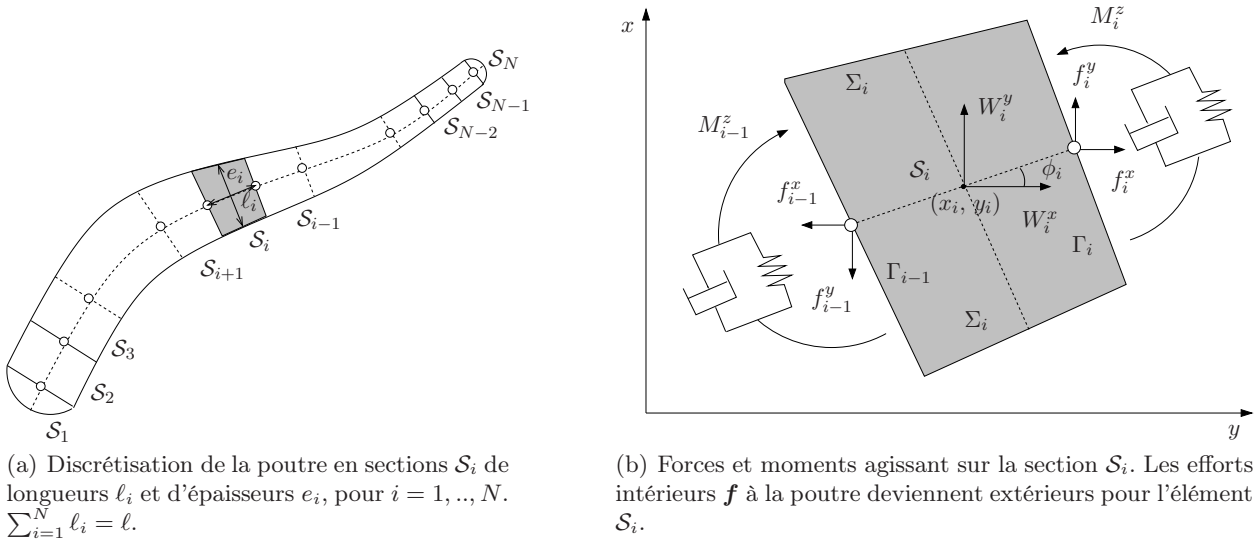 𝒮_N
𝒮_{N−1}
𝒮_{N−2}
e_i
ℓ_i
𝒮_{i−1}
𝒮_i
𝒮_{i+1}
𝒮_3
𝒮_2
𝒮_1
(a) Discrétisation de la poutre en sections 𝒮_i de
longueurs ℓ_i et d'épaisseurs e_i, pour i = 1, .., N.
∑_{i=1}^{N} ℓ_i = ℓ.
x
M_i^z
Σ_i
f_i^y
W_i^y
M_{i−1}^z
𝒮_i
ϕ_i
f_{i−1}^x
(x_i, y_i)
f_i^x
W_i^x
Γ_i
Γ_{i−1}
f_{i−1}^y
Σ_i
y
(b) Forces et moments agissant sur la section 𝒮_i. Les efforts
intérieurs f à la poutre deviennent extérieurs pour l'élément
𝒮_i.